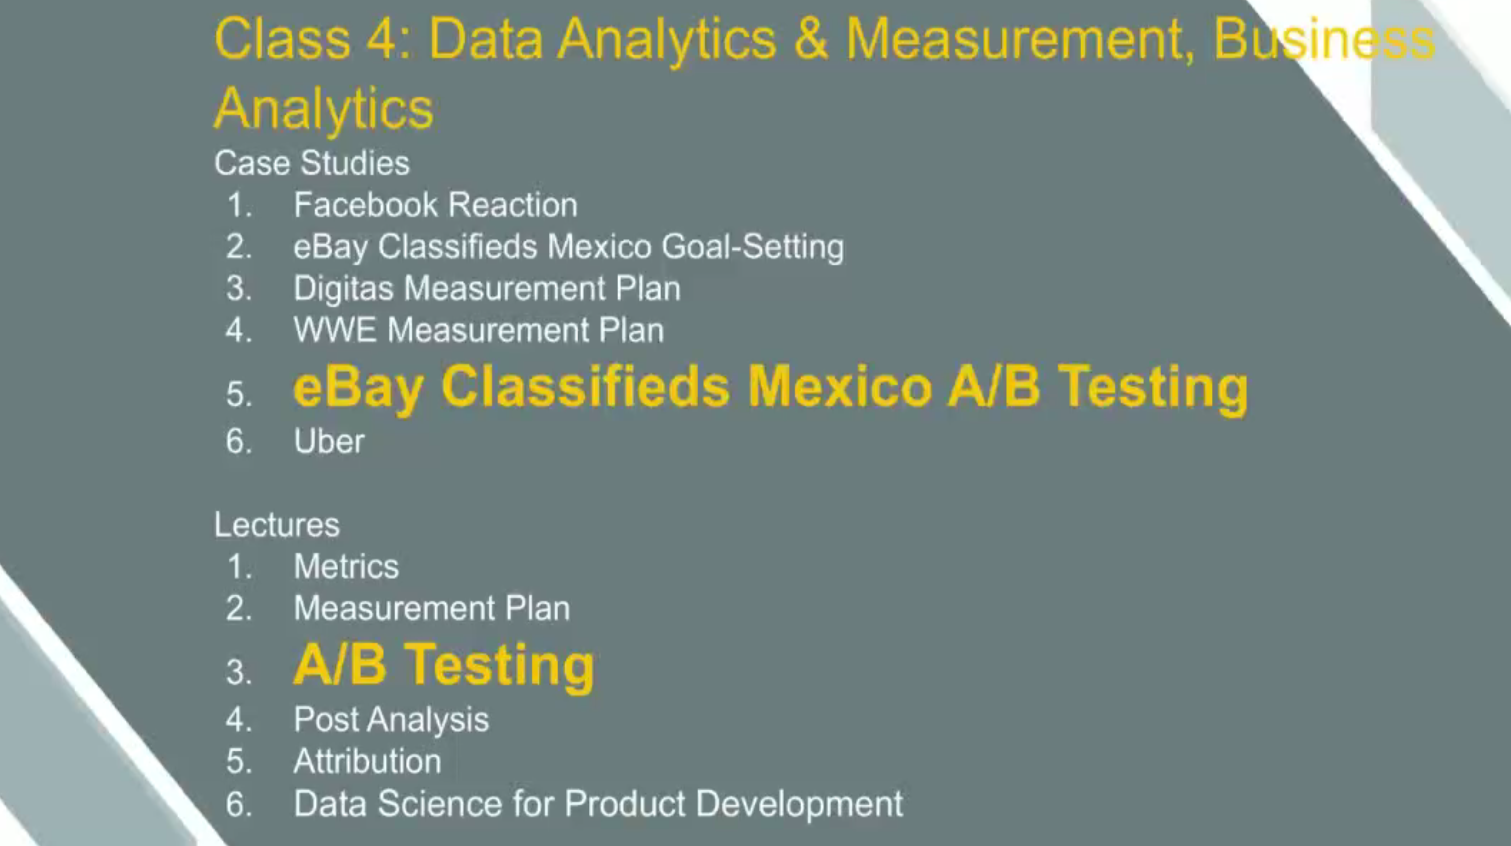 Class 4: Data Analytics & Measurement, Business
Analytics
Case Studies
1. Facebook Reaction
2. eBay Classifieds Mexico Goal-Setting
3. Digitas Measurement Plan
4. WWE Measurement Plan
5. eBay Classifieds Mexico A/B Testing
6. Uber
Lectures
1. Metrics
2. Measurement Plan
3. A/B Testing
4. Post Analysis
5. Attribution
6. Data Science for Product Development